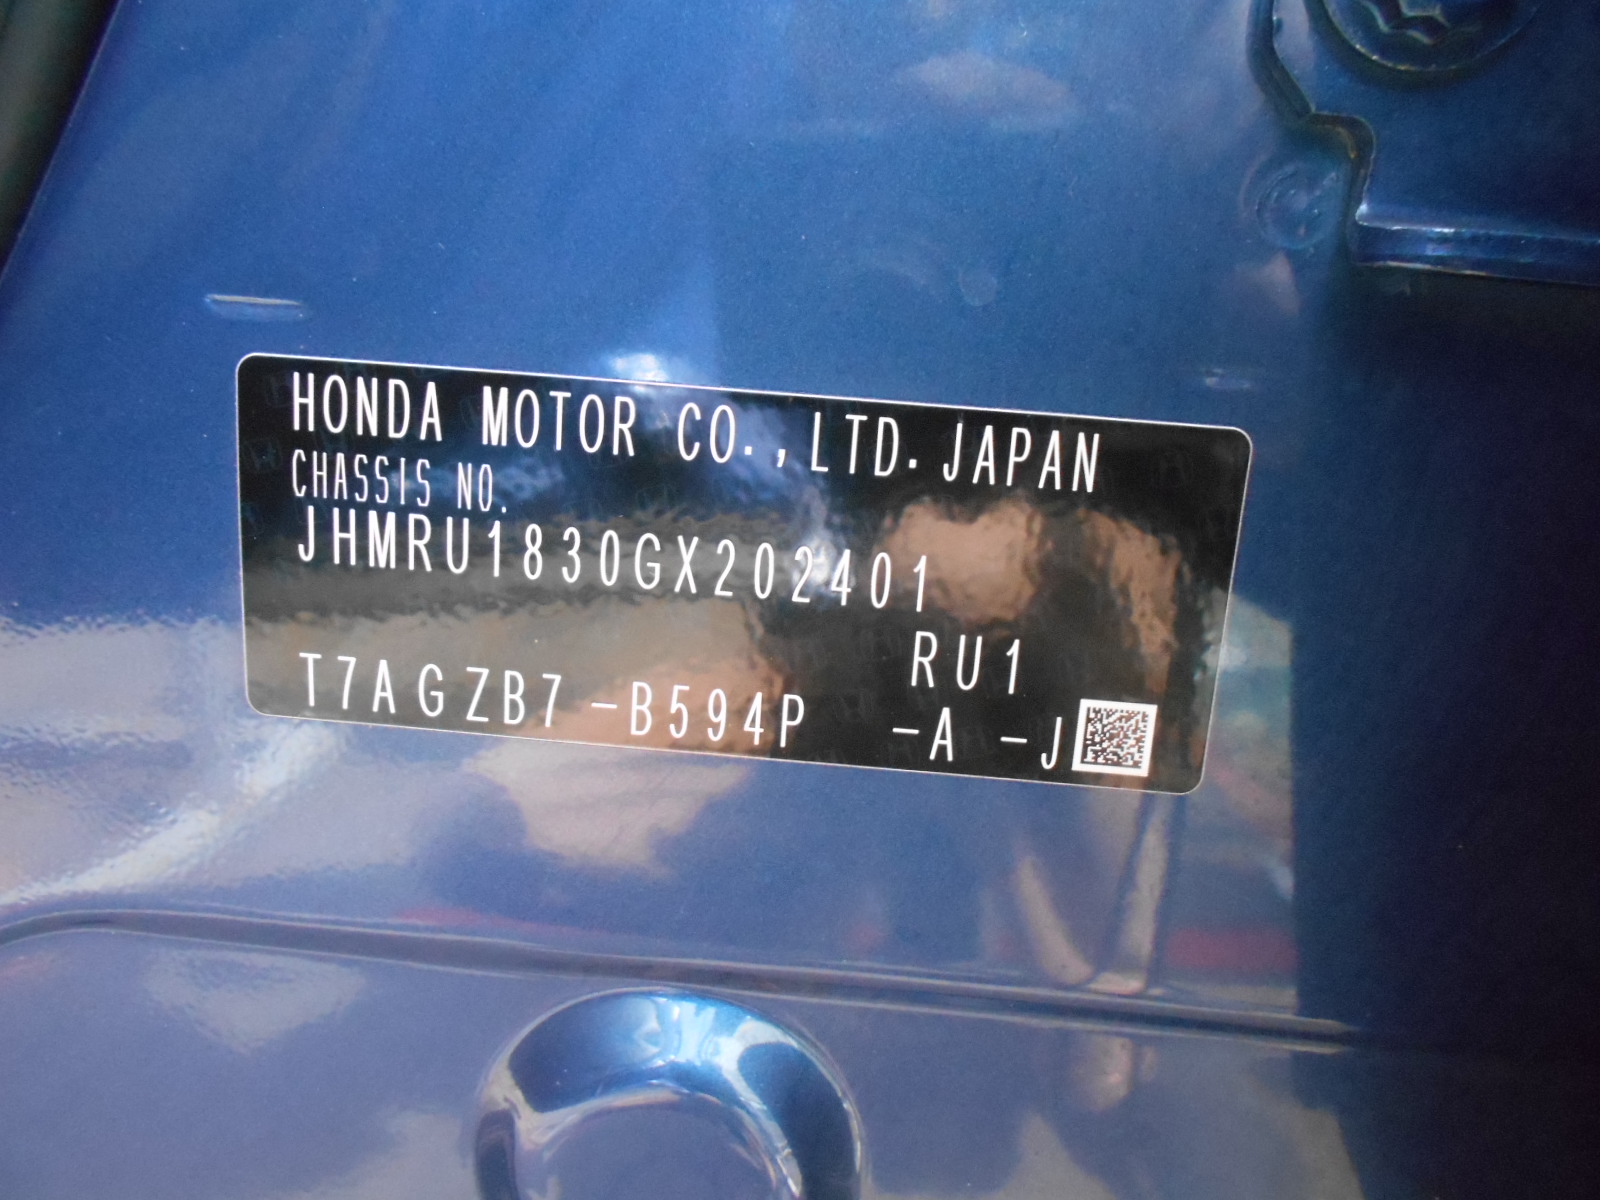 HONDA MOTOR CO.,LTD. JAPAN
CHASSIS NO.
JHMRU1830GX202401
RU1
T7AGZB7 -B594P -A -J